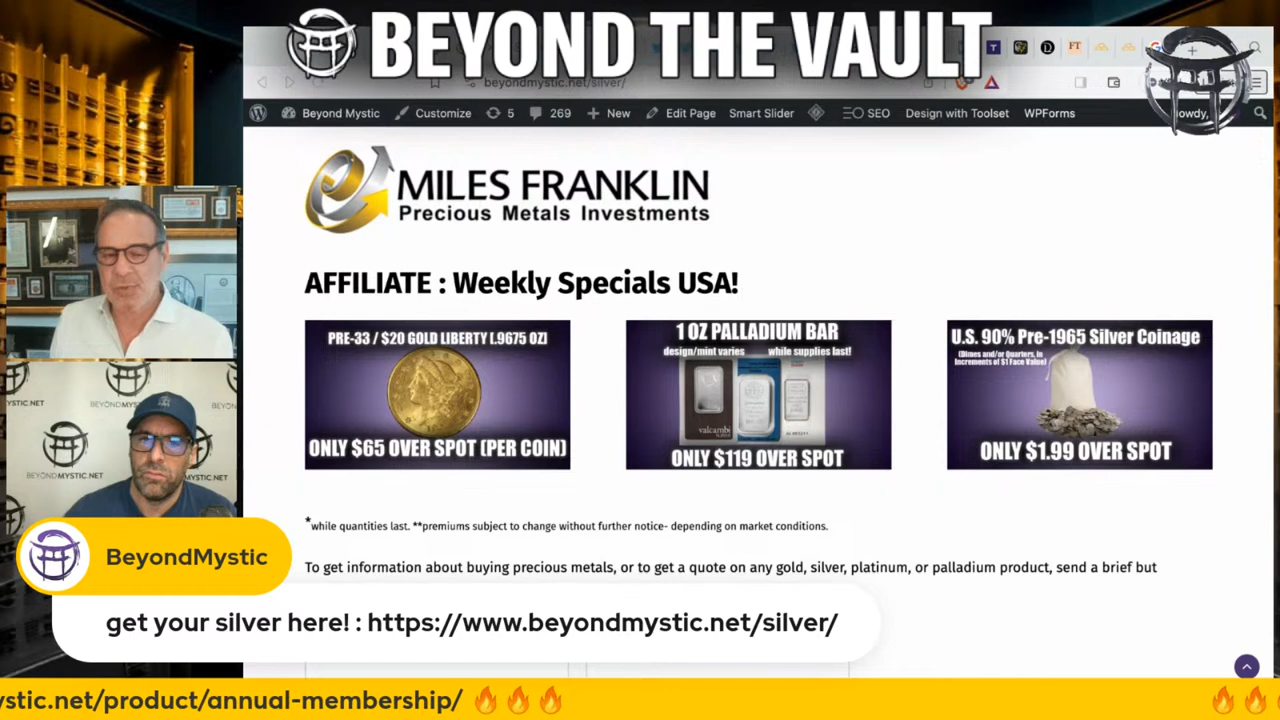 BEYOND THE VAULT
beyondmystic.net/silver/
Beyond Mystic Customize 5 269 New Edit Page Smart Slider SEO Design with Toolset WPForms Howdy,
MILES FRANKLIN
Precious Metals Investments
AFFILIATE : Weekly Specials USA!
PRE-33 / $20 GOLD LIBERTY [.9675 OZ]
ONLY $65 OVER SPOT (PER COIN)
1 OZ PALLADIUM BAR
design/mint varies while supplies last!
valcambi
ONLY $119 OVER SPOT
U.S. 90% Pre-1965 Silver Coinage
(Dimes and/or Quarters, in
Increments of $1 Face Value)
ONLY $1.99 OVER SPOT
*while quantities last. **premiums subject to change without further notice- depending on market conditions.
To get information about buying precious metals, or to get a quote on any gold, silver, platinum, or palladium product, send a brief but
BEYONDMYSTIC.NET
BeyondMystic
get your silver here! : https://www.beyondmystic.net/silver/
ystic.net/product/annual-membership/ 🔥🔥🔥